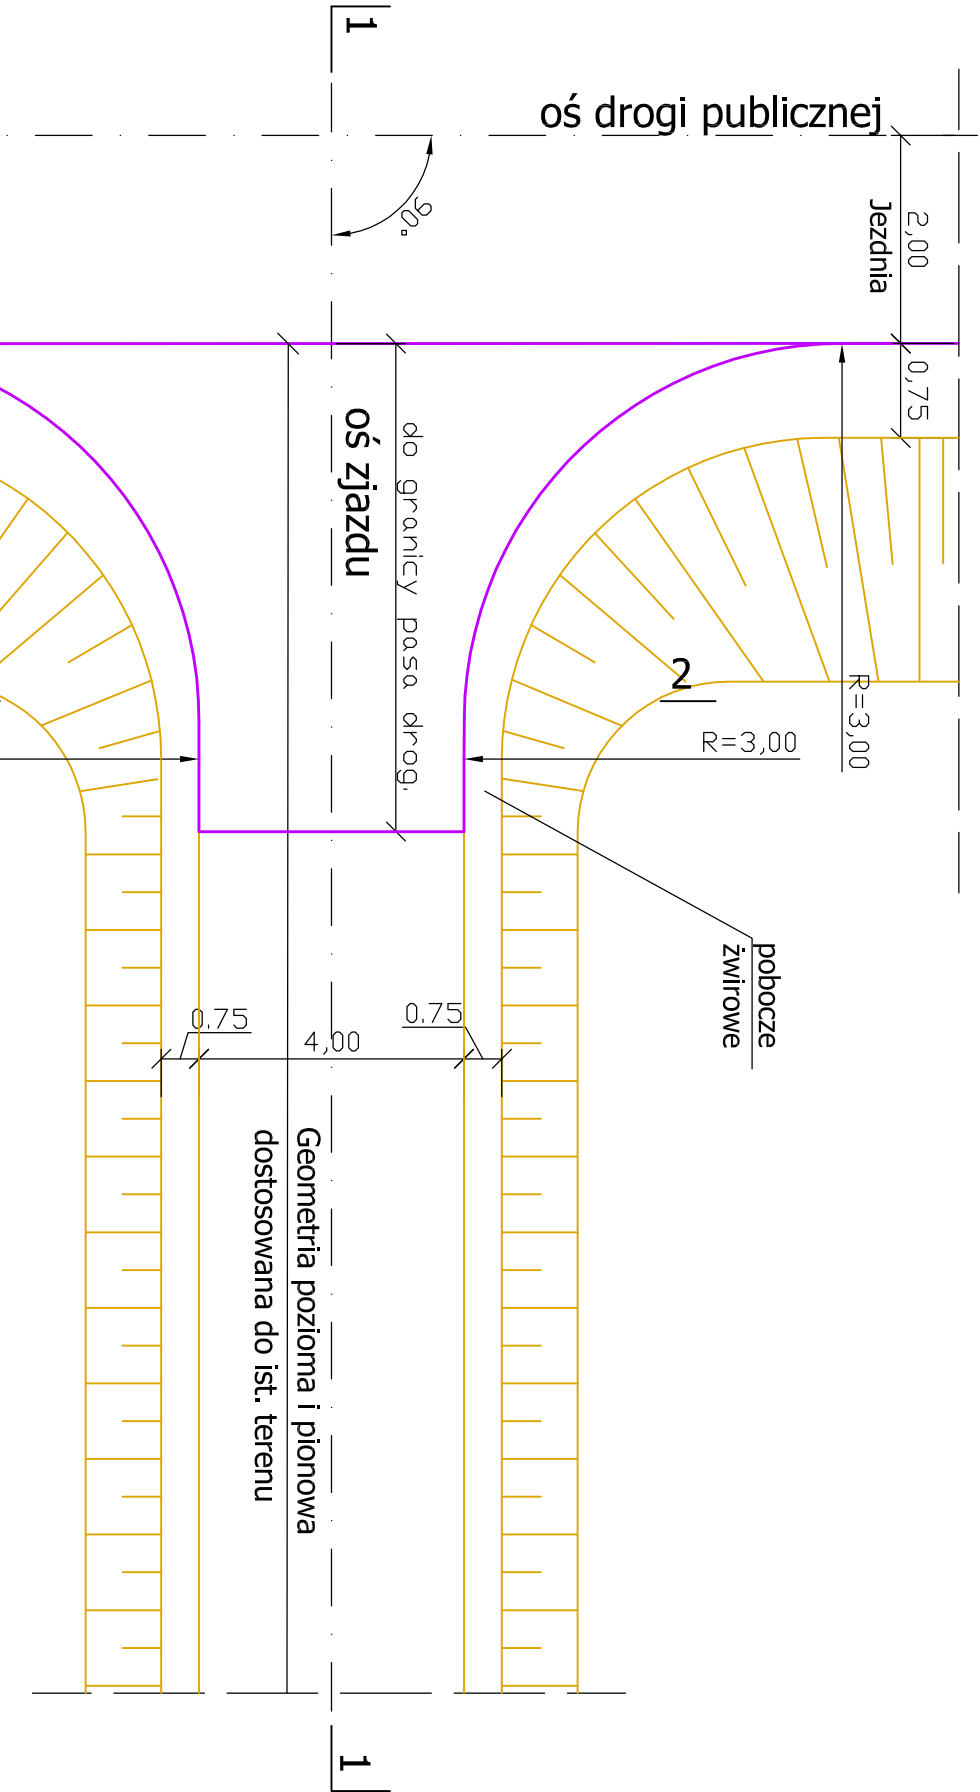 1
oś drogi publicznej
90.
2,00
Jezdnia
0,75
do granicy pasa drog.
oś zjazdu
2
R=3,00
R=3,00
pobocze
żwirowe
0.75
4,00
0.75
Geometria pozioma i pionowa
dostosowana do ist. terenu
1